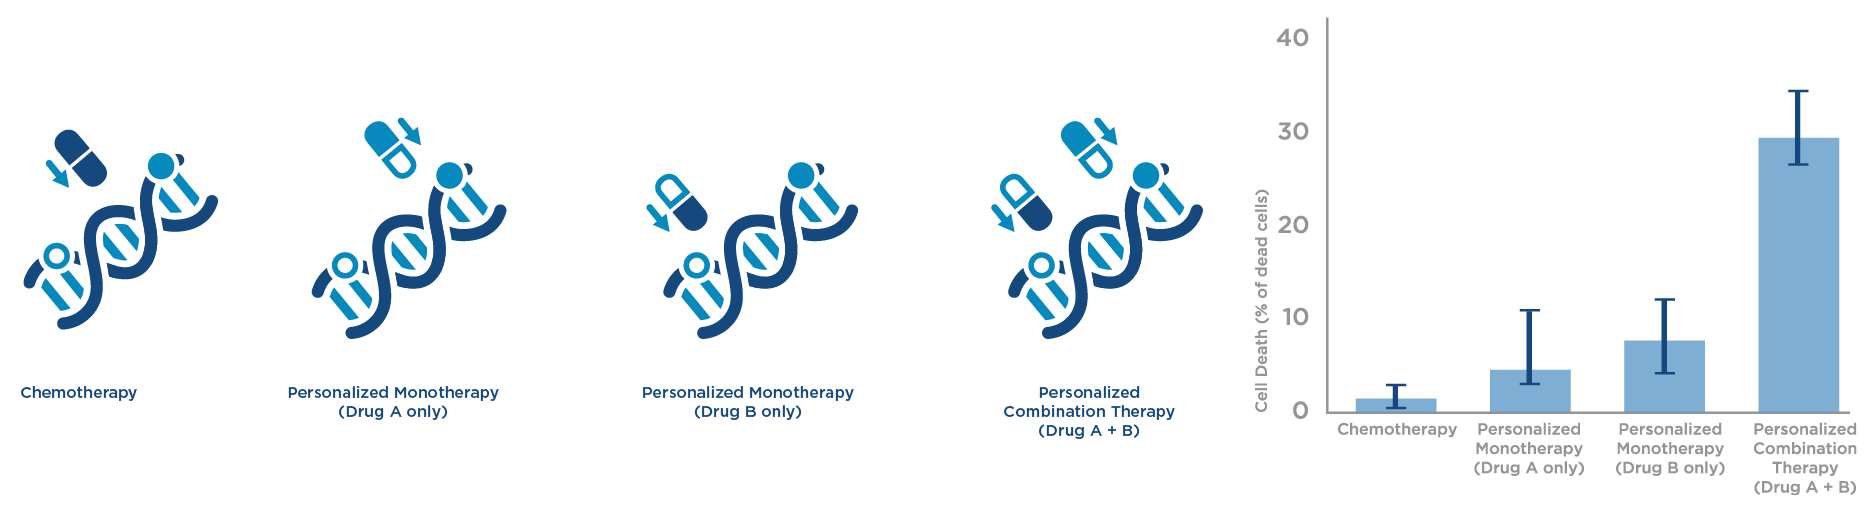 Chemotherapy
Personalized Monotherapy
(Drug A only)
Personalized Monotherapy
(Drug B only)
Personalized
Combination Therapy
(Drug A + B)
Cell Death (% of dead cells)
40
30
20
10
0
Chemotherapy
Personalized
Monotherapy
(Drug A only)
Personalized
Monotherapy
(Drug B only)
Personalized
Combination
Therapy
(Drug A + B)